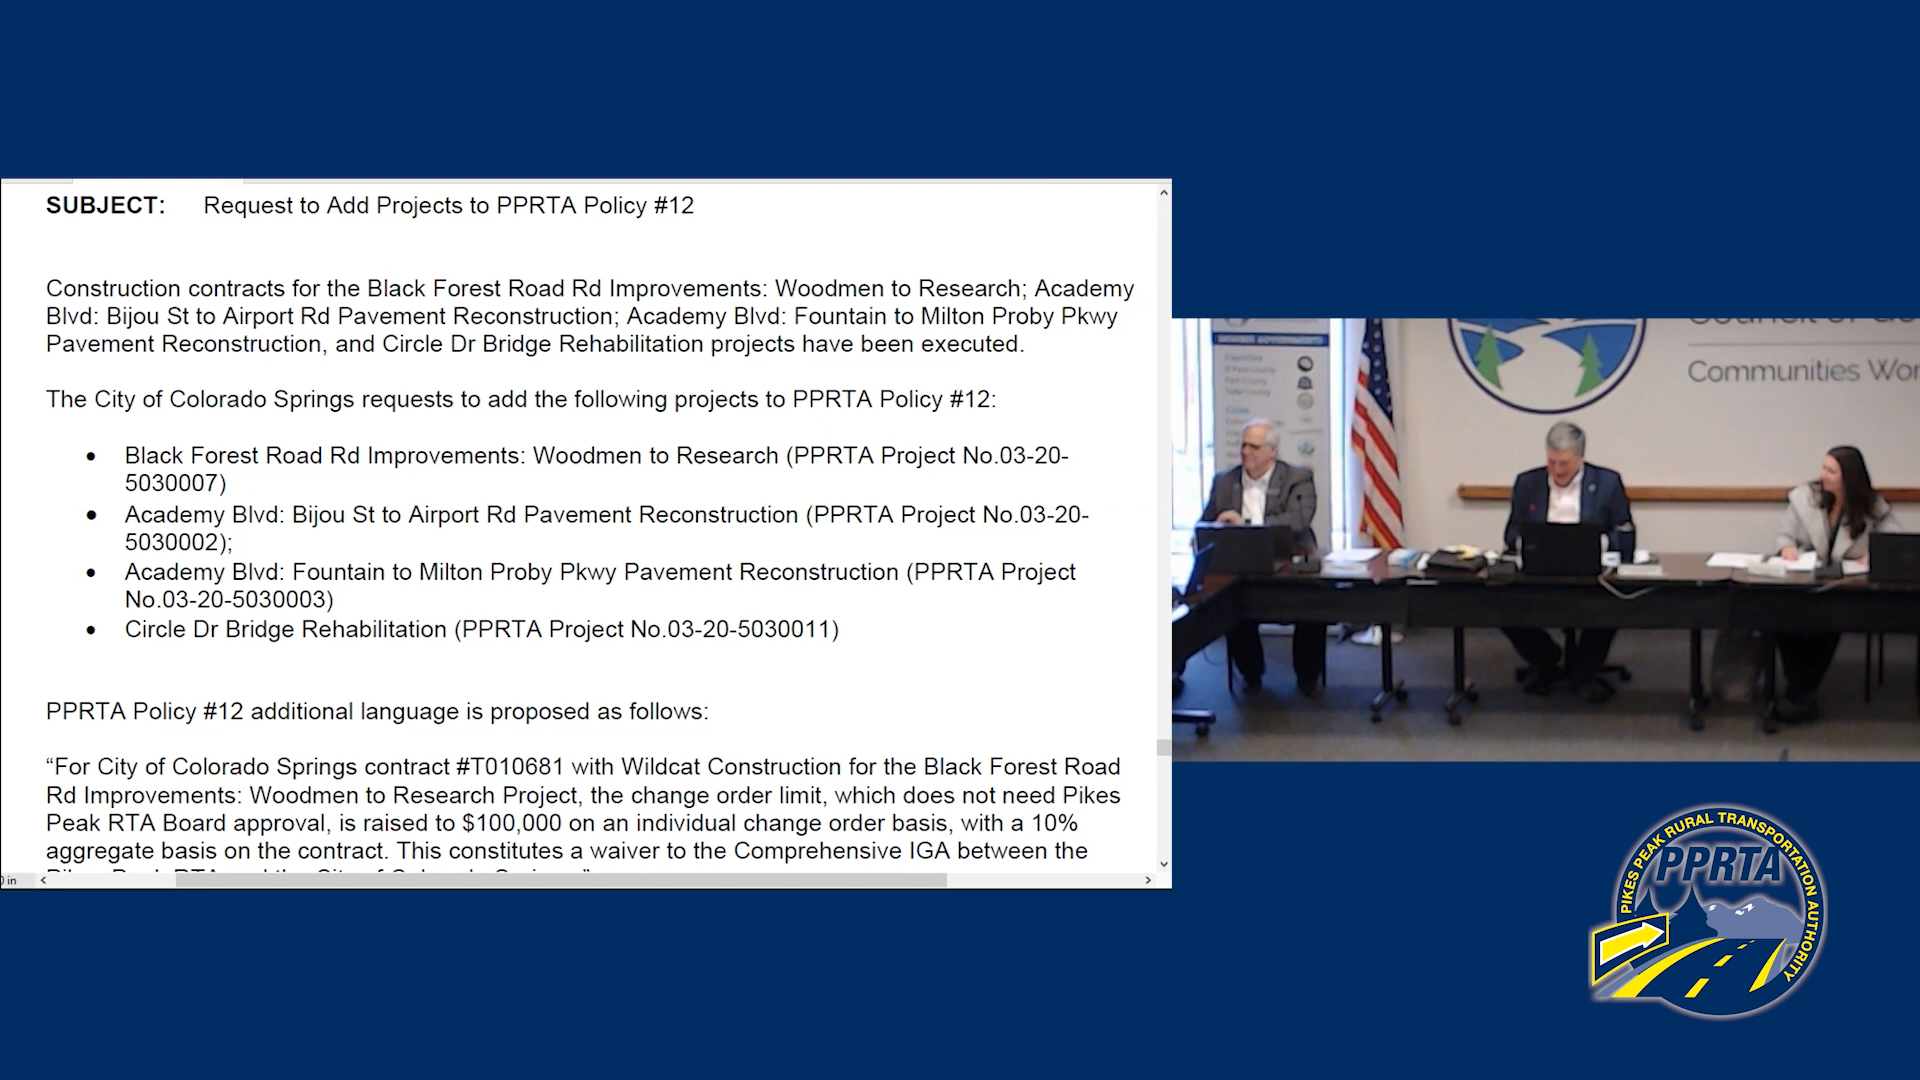 SUBJECT: Request to Add Projects to PPRTA Policy #12
Construction contracts for the Black Forest Road Rd Improvements: Woodmen to Research; Academy
Blvd: Bijou St to Airport Rd Pavement Reconstruction; Academy Blvd: Fountain to Milton Proby Pkwy
Pavement Reconstruction, and Circle Dr Bridge Rehabilitation projects have been executed.
The City of Colorado Springs requests to add the following projects to PPRTA Policy #12:
• Black Forest Road Rd Improvements: Woodmen to Research (PPRTA Project No.03-20-
5030007)
• Academy Blvd: Bijou St to Airport Rd Pavement Reconstruction (PPRTA Project No.03-20-
5030002);
• Academy Blvd: Fountain to Milton Proby Pkwy Pavement Reconstruction (PPRTA Project
No.03-20-5030003)
• Circle Dr Bridge Rehabilitation (PPRTA Project No.03-20-5030011)
PPRTA Policy #12 additional language is proposed as follows:
“For City of Colorado Springs contract #T010681 with Wildcat Construction for the Black Forest Road
Rd Improvements: Woodmen to Research Project, the change order limit, which does not need Pikes
Peak RTA Board approval, is raised to $100,000 on an individual change order basis, with a 10%
aggregate basis on the contract. This constitutes a waiver to the Comprehensive IGA between the
in
Communities Wor
PIKES PEAK RURAL TRANSPORTATION AUTHORITY
PPRTA